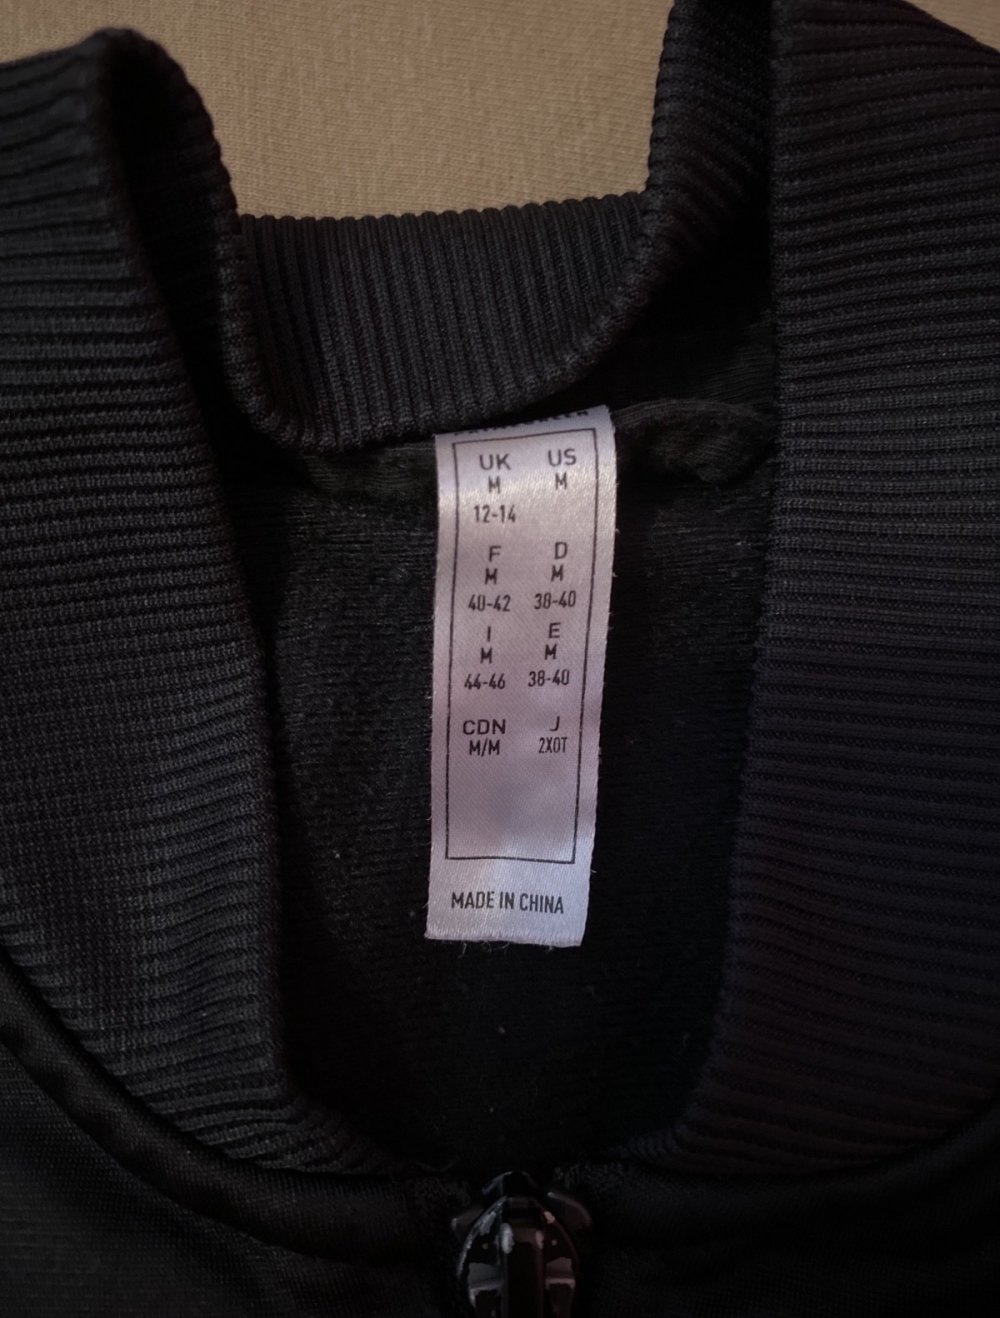 UK US
M M
12-14
F D
M M
40-42 38-40
I E
M M
44-46 38-40
CDN J
M/M 2XOT
MADE IN CHINA